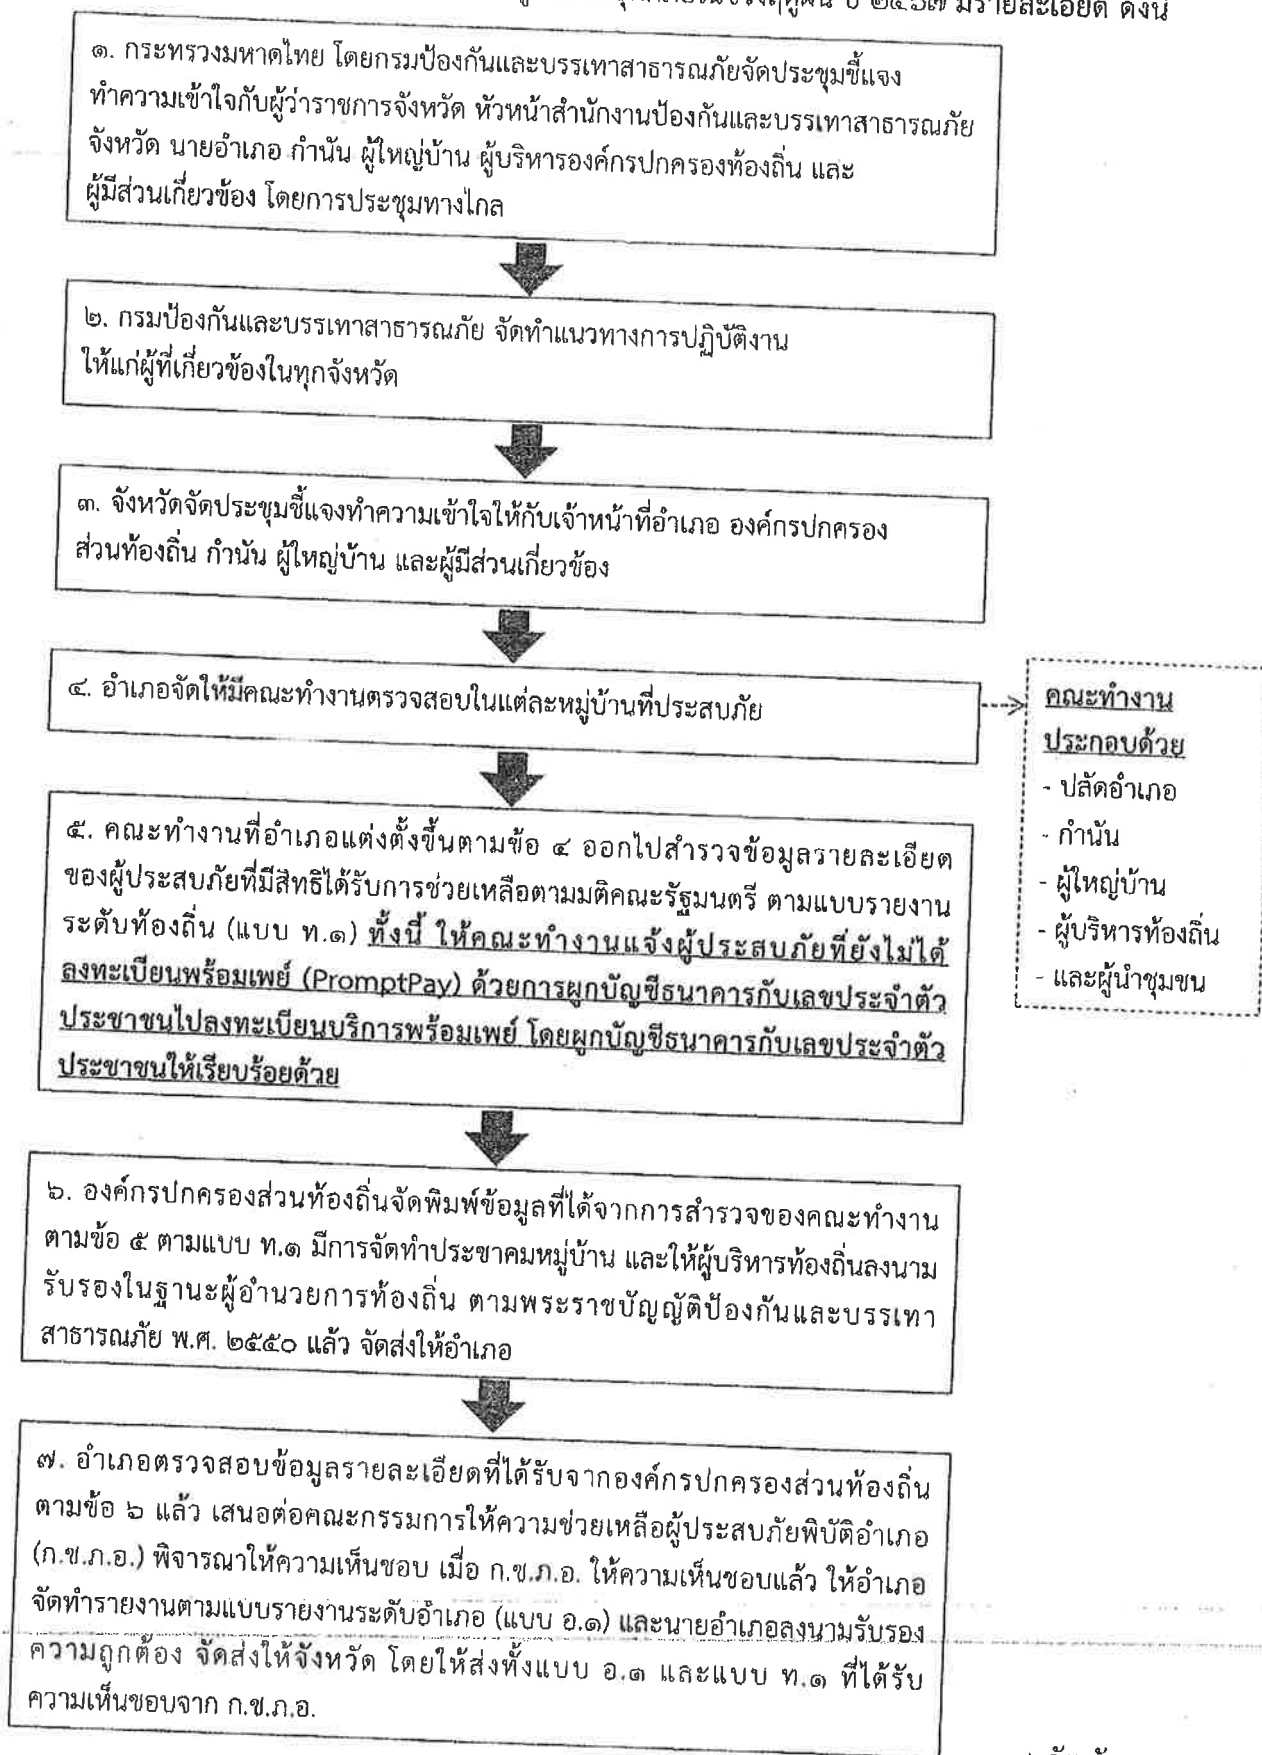 ปี ๒๕๖๗ มีรายละเอียด ดังนี้
๑. กระทรวงมหาดไทย โดยกรมป้องกันและบรรเทาสาธารณภัยจัดประชุมชี้แจง
ทำความเข้าใจกับผู้ว่าราชการจังหวัด หัวหน้าสำนักงานป้องกันและบรรเทาสาธารณภัย
จังหวัด นายอำเภอ กำนัน ผู้ใหญ่บ้าน ผู้บริหารองค์กรปกครองท้องถิ่น และ
ผู้มีส่วนเกี่ยวข้อง โดยการประชุมทางไกล
๒. กรมป้องกันและบรรเทาสาธารณภัย จัดทำแนวทางการปฏิบัติงาน
ให้แก่ผู้ที่เกี่ยวข้องในทุกจังหวัด
๓. จังหวัดจัดประชุมชี้แจงทำความเข้าใจให้กับเจ้าหน้าที่อำเภอ องค์กรปกครอง
ส่วนท้องถิ่น กำนัน ผู้ใหญ่บ้าน และผู้มีส่วนเกี่ยวข้อง
๔. อำเภอจัดให้มีคณะทำงานตรวจสอบในแต่ละหมู่บ้านที่ประสบภัย
คณะทำงาน
ประกอบด้วย
- ปลัดอำเภอ
- กำนัน
- ผู้ใหญ่บ้าน
- ผู้บริหารท้องถิ่น
- และผู้นำชุมชน
๕. คณะทำงานที่อำเภอแต่งตั้งขึ้นตามข้อ ๔ ออกไปสำรวจข้อมูลรายละเอียด
ของผู้ประสบภัยที่มีสิทธิได้รับการช่วยเหลือตามมติคณะรัฐมนตรี ตามแบบรายงาน
ระดับท้องถิ่น (แบบ ท.๑) ทั้งนี้ ให้คณะทำงานแจ้งผู้ประสบภัยที่ยังไม่ได้
ลงทะเบียนพร้อมเพย์ (PromptPay) ด้วยการผูกบัญชีธนาคารกับเลขประจำตัว
ประชาชนไปลงทะเบียนบริการพร้อมเพย์ โดยผูกบัญชีธนาคารกับเลขประจำตัว
ประชาชนให้เรียบร้อยด้วย
๖. องค์กรปกครองส่วนท้องถิ่นจัดพิมพ์ข้อมูลที่ได้จากการสำรวจของคณะทำงาน
ตามข้อ ๕ ตามแบบ ท.๑ มีการจัดทำประชาคมหมู่บ้าน และให้ผู้บริหารท้องถิ่นลงนาม
รับรองในฐานะผู้อำนวยการท้องถิ่น ตามพระราชบัญญัติป้องกันและบรรเทา
สาธารณภัย พ.ศ. ๒๕๕๐ แล้ว จัดส่งให้อำเภอ
๗. อำเภอตรวจสอบข้อมูลรายละเอียดที่ได้รับจากองค์กรปกครองส่วนท้องถิ่น
ตามข้อ ๖ แล้ว เสนอต่อคณะกรรมการให้ความช่วยเหลือผู้ประสบภัยพิบัติอำเภอ
(ก.ช.ภ.อ.) พิจารณาให้ความเห็นชอบ เมื่อ ก.ช.ภ.อ. ให้ความเห็นชอบแล้ว ให้อำเภอ
จัดทำรายงานตามแบบรายงานระดับอำเภอ (แบบ อ.๑) และนายอำเภอลงนามรับรอง
ความถูกต้อง จัดส่งให้จังหวัด โดยให้ส่งทั้งแบบ อ.๑ และแบบ ท.๑ ที่ได้รับ
ความเห็นชอบจาก ก.ช.ภ.อ.